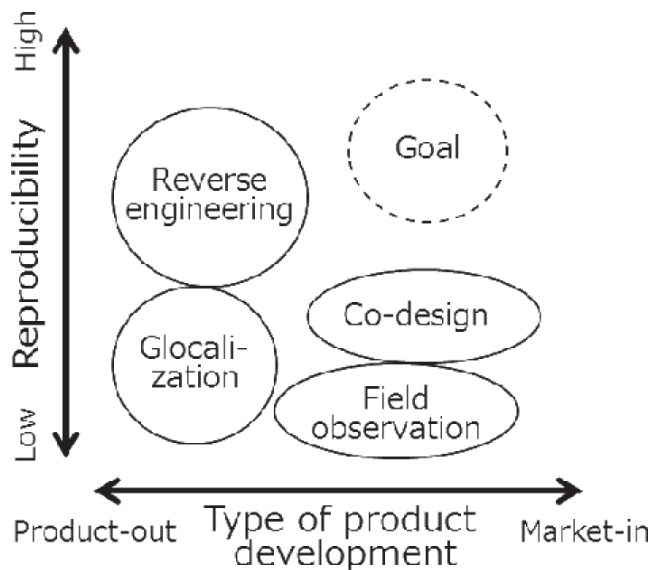 High
Reproducibility
Low
Reverse
engineering
Goal
Glocali-
zation
Co-design
Field
observation
Product-out
Type of product
development
Market-in